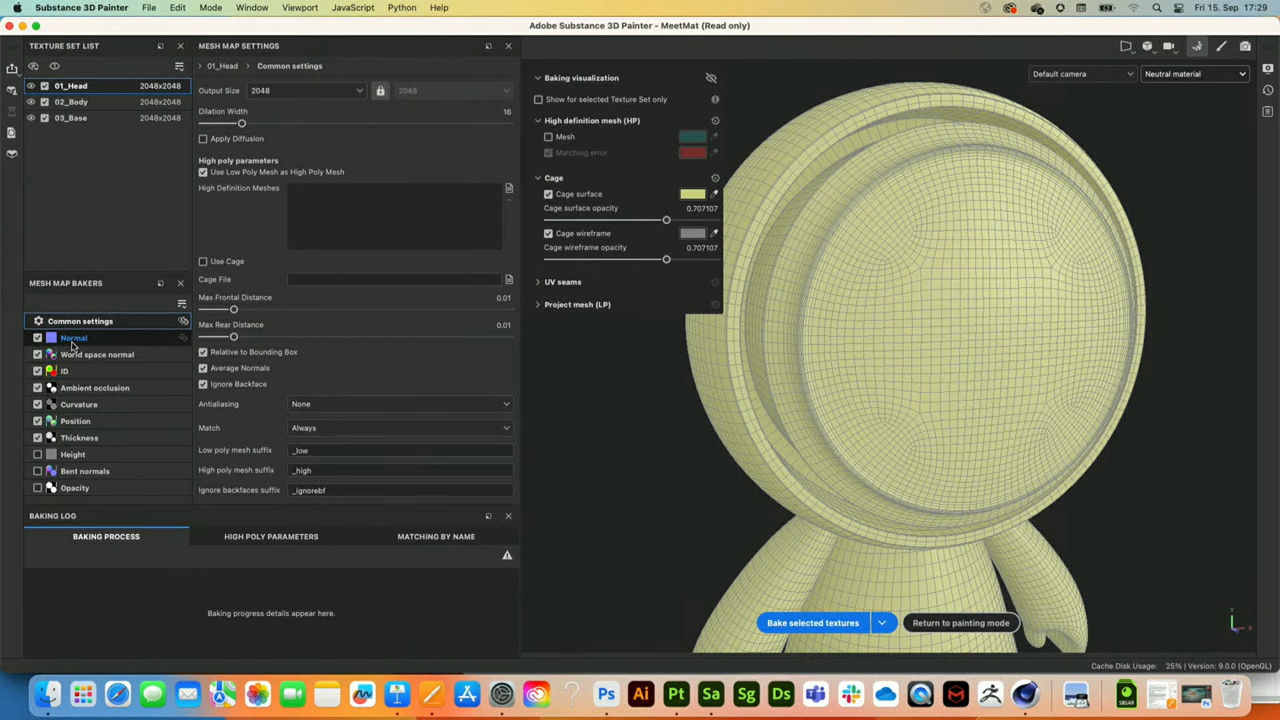 Substance 3D Painter File Edit Mode Window Viewport JavaScript Python Help Fri 15. Sep 17:29
Adobe Substance 3D Painter - MeetMat (Read only)
TEXTURE SET LIST
01_Head 2048x2048
02_Body 2048x2048
03_Base 2048x2048
MESH MAP BAKERS
Common settings
Normal
World space normal
ID
Ambient occlusion
Curvature
Position
Thickness
Height
Bent normals
Opacity
MESH MAP SETTINGS
01_Head > Common settings
Output Size 2048 2048
Dilation Width 16
Apply Diffusion
High poly parameters
Use Low Poly Mesh as High Poly Mesh
High Definition Meshes
Use Cage
Cage File
Max Frontal Distance 0.01
Max Rear Distance 0.01
Relative to Bounding Box
Average Normals
Ignore Backface
Antialiasing None
Match Always
Low poly mesh suffix _low
High poly mesh suffix _high
Ignore backfaces suffix _ignorebf
BAKING LOG
BAKING PROCESS HIGH POLY PARAMETERS MATCHING BY NAME
Baking progress details appear here.
Baking visualization
Show for selected Texture Set only
High definition mesh (HP)
Mesh
Matching error
Cage
Cage surface
Cage surface opacity 0.707107
Cage wireframe
Cage wireframe opacity 0.707107
UV seams
Project mesh (LP)
Default camera Neutral material
Bake selected textures Return to painting mode
Cache Disk Usage: 25% | Version: 9.0.0 (OpenGL)
Ps Ai Pt Sa Sg Ds
SBSAR